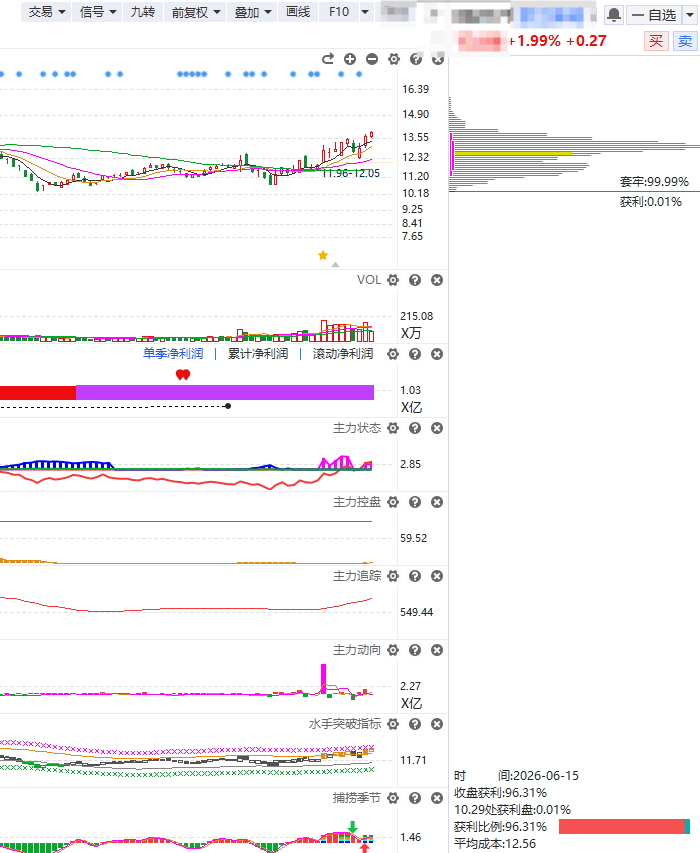 交易 信号 九转 前复权 叠加 画线 F10 自选
+1.99% +0.27 买 卖
16.39
14.90
13.55
12.32
11.96-12.05
11.20
10.18
9.25
8.41
7.65
套牢:99.99%
获利:0.01%
VOL
215.08
X万
单季净利润 | 累计净利润 | 滚动净利润
1.03
X亿
主力状态
2.85
主力控盘
59.52
主力追踪
549.44
主力动向
2.27
X亿
水手突破指标
11.71
捕捞季节
1.46
时 间:2026-06-15
收盘获利:96.31%
10.29处获利盘:0.01%
获利比例:96.31%
平均成本:12.56